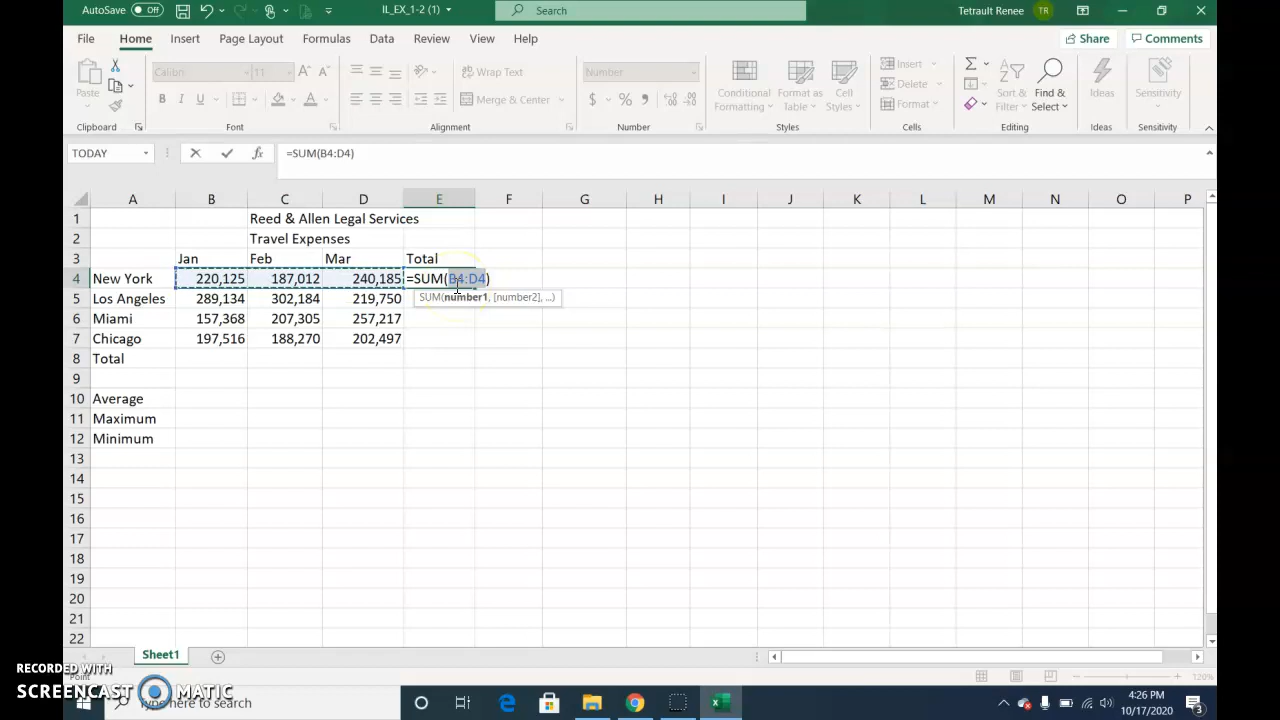 AutoSave Off IL_EX_1-2 (1) Search Tetrault Renee TR
File Home Insert Page Layout Formulas Data Review View Help Share Comments
Paste Calibri 11 Wrap Text Number Insert
B I U Merge & Center $ % Conditional Formatting Format as Table Cell Styles Delete Format Sort & Filter Find & Select Ideas Sensitivity
Clipboard Font Alignment Number Styles Cells Editing Ideas Sensitivity
TODAY fx =SUM(B4:D4)
A B C D E F G H I J K L M N O P
1 Reed & Allen Legal Services
2 Travel Expenses
3 Jan Feb Mar Total
4 New York 220,125 187,012 240,185 =SUM(B4:D4)
SUM(number1, [number2], ...)
5 Los Angeles 289,134 302,184 219,750
6 Miami 157,368 207,305 257,217
7 Chicago 197,516 188,270 202,497
8 Total
9
10 Average
11 Maximum
12 Minimum
13
14
15
16
17
18
19
20
21
22
Sheet1
RECORDED WITH
SCREENCAST MATIC
Point 120%
Type here to search
4:26 PM
10/17/2020
3